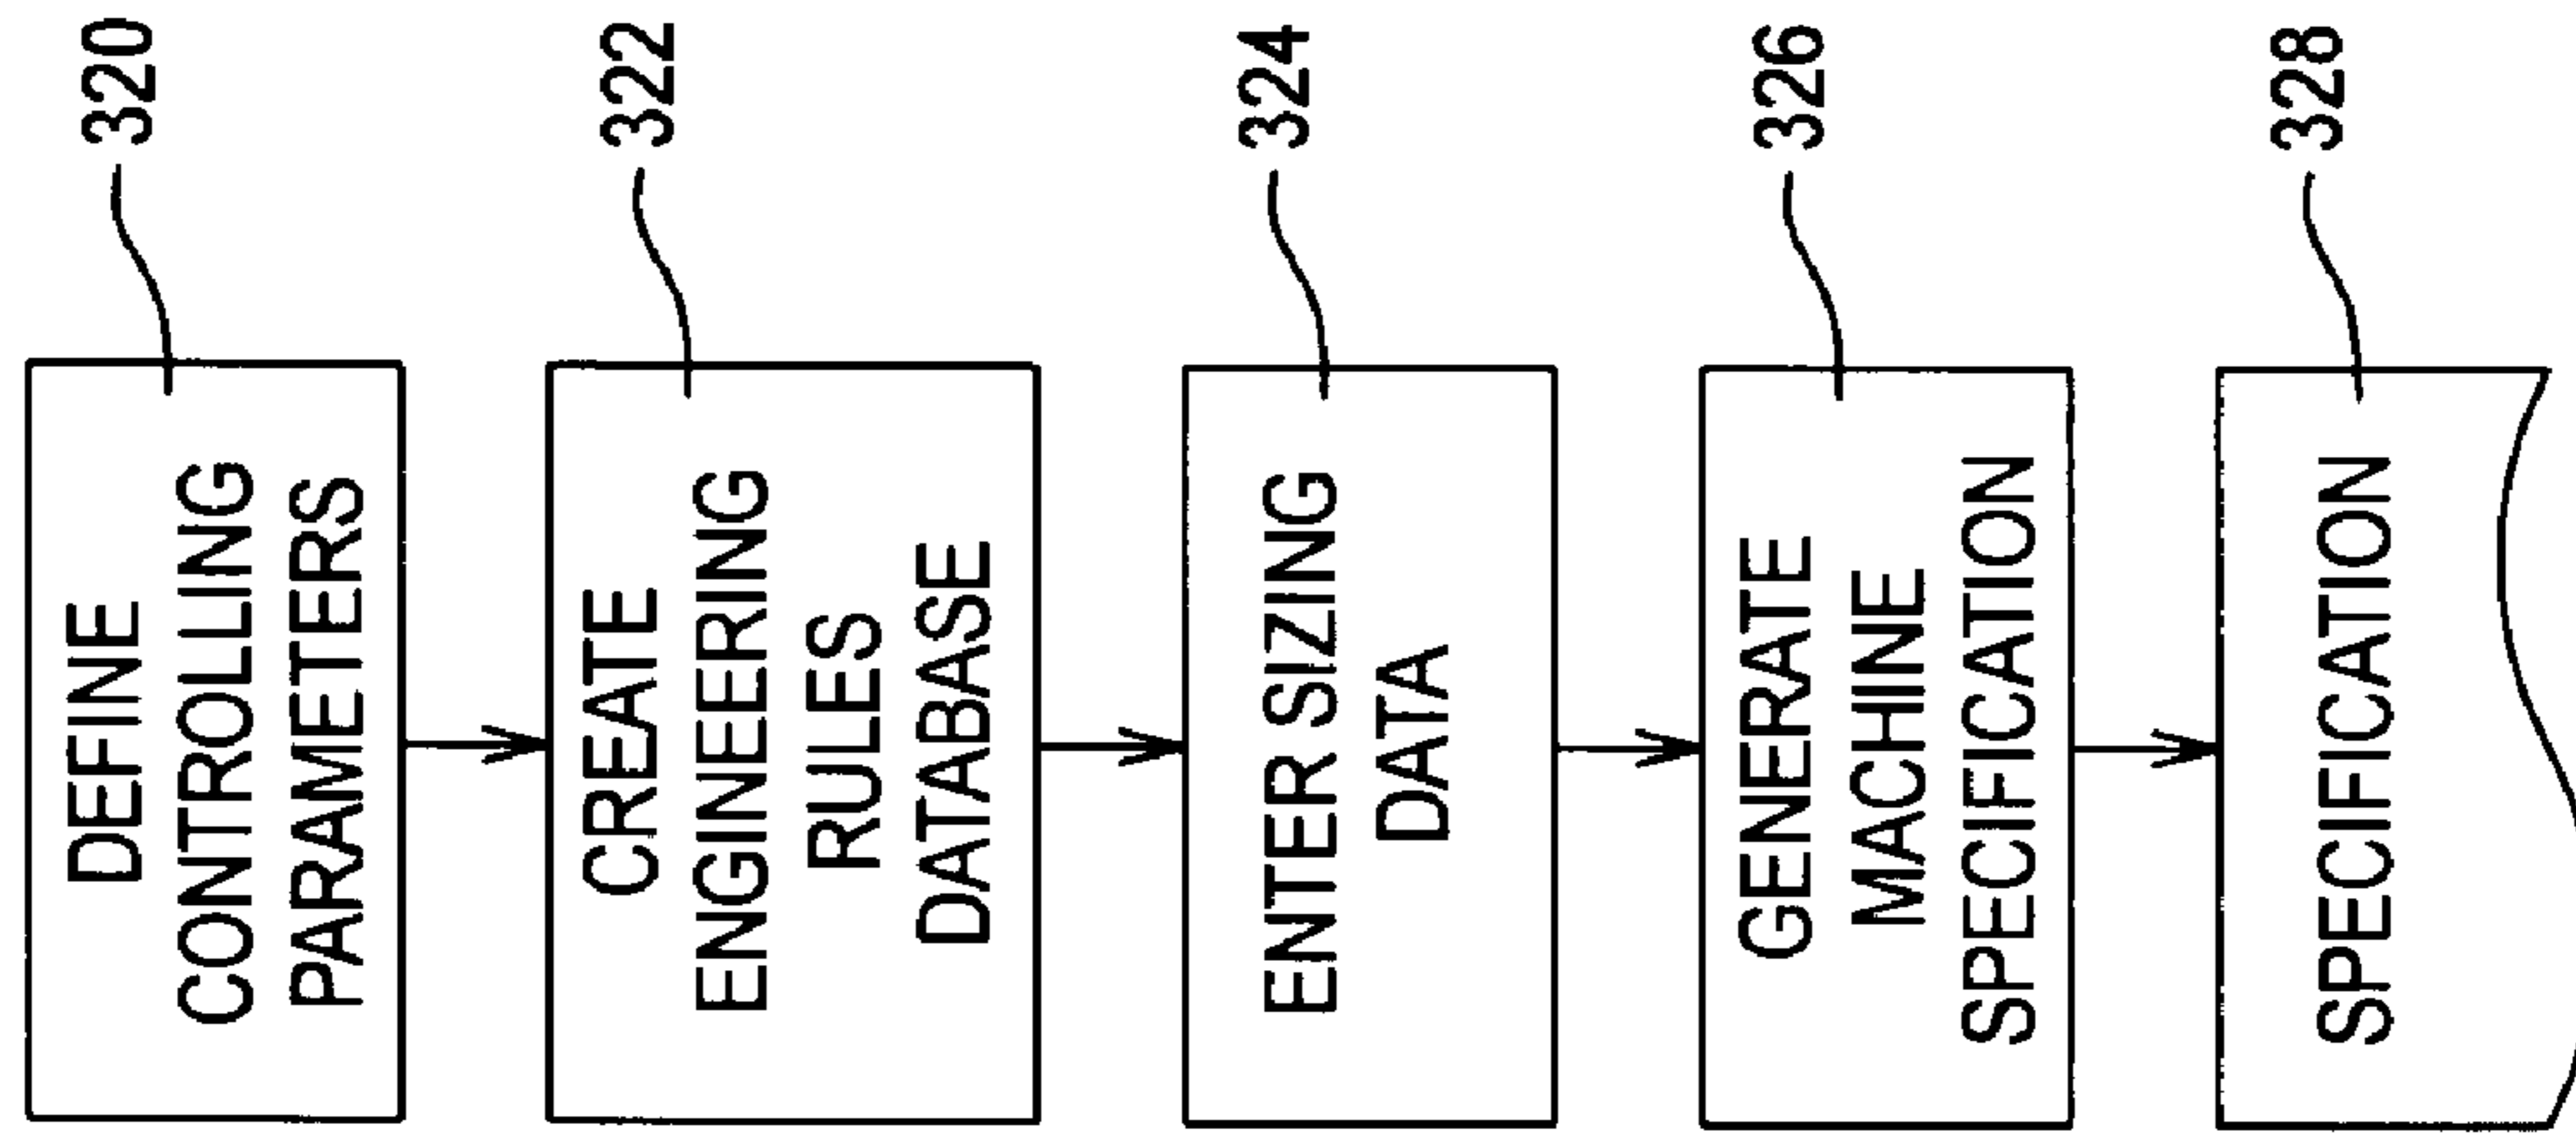 DEFINE
CONTROLLING
PARAMETERS
320
CREATE
ENGINEERING
RULES
DATABASE
322
ENTER SIZING
DATA
324
GENERATE
MACHINE
SPECIFICATION
326
SPECIFICATION
328